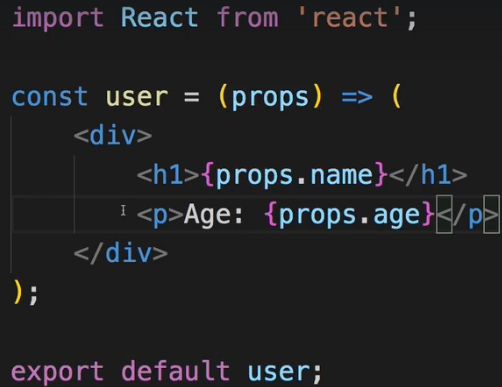 import React from 'react';
const user = (props) => (
<div>
<h1>{props.name}</h1>
<p>Age: {props.age}</p>
</div>
);
export default user;